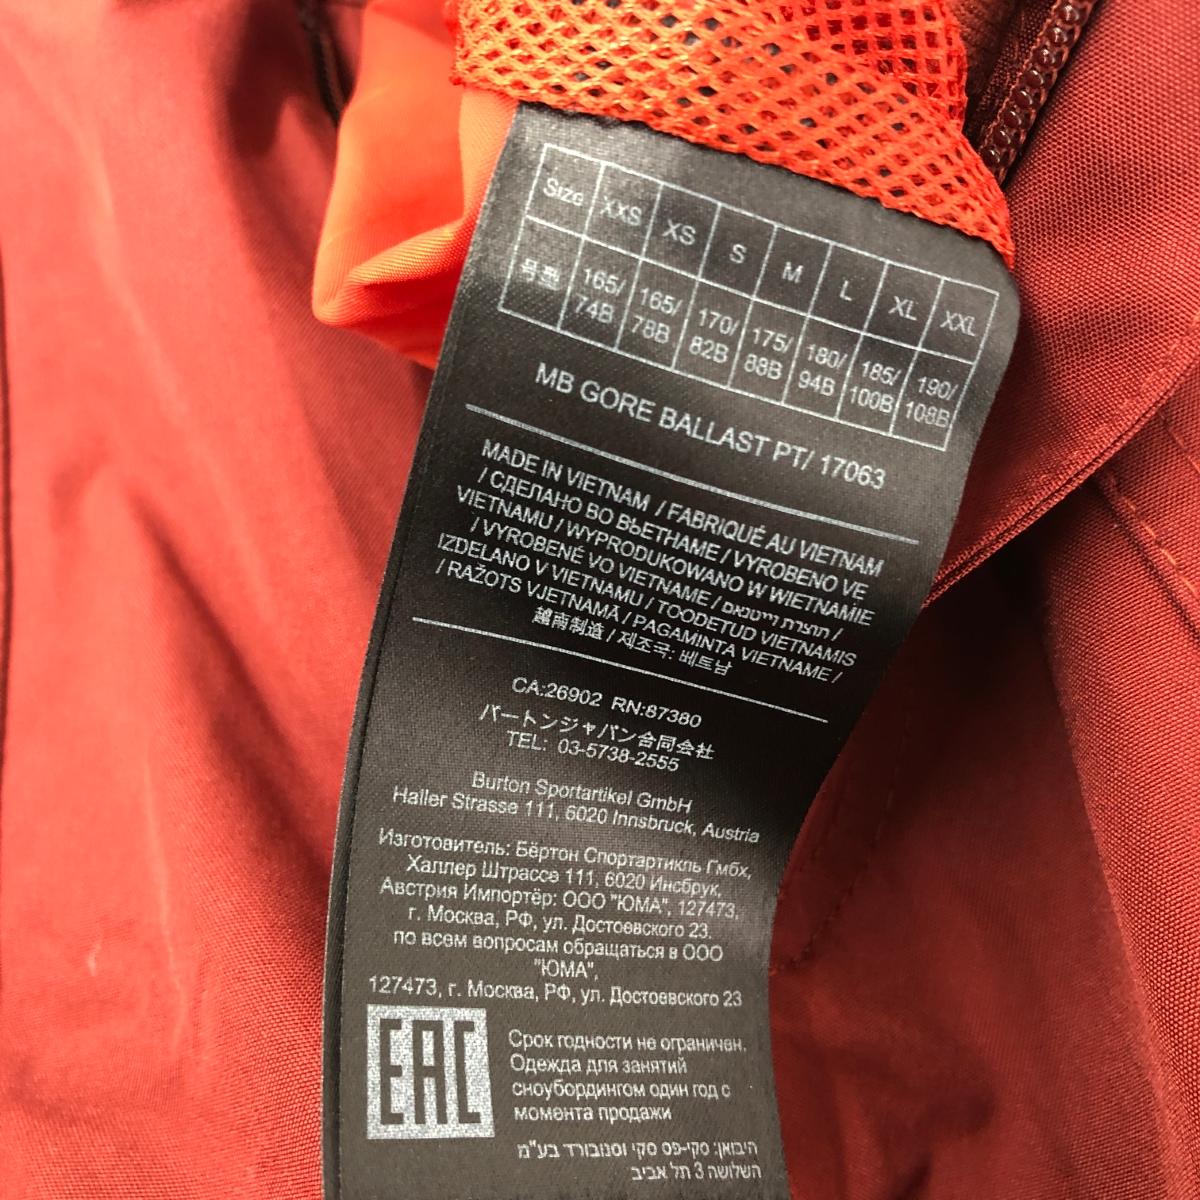 Size XXS XS S M L XL XXL
号型 165/74B 165/78B 170/82B 175/88B 180/94B 185/100B 190/108B
MB GORE BALLAST PT/ 17063
MADE IN VIETNAM / FABRIQUÉ AU VIETNAM
/ СДЕЛАНО ВО ВЬЕТНАМЕ / VYROBENO VE
VIETNAMU / WYPRODUKOWANO W WIETNAMIE
/ VYROBENÉ VO VIETNAME / תוצרת וייטנאם /
IZDELANO V VIETNAMU / TOODETUD VIETNAMIS
/ RAŽOTS VJETNAMĀ / PAGAMINTA VIETNAME /
越南制造 / 제조국: 베트남
CA:26902 RN:87380
バートンジャパン合同会社
TEL: 03-5738-2555
Burton Sportartikel GmbH
Haller Strasse 111, 6020 Innsbruck, Austria
Изготовитель: Бёртон Спортартикль Гмбх,
Халлер Штрассе 111, 6020 Инсбрук,
Австрия Импортёр: ООО "ЮМА", 127473,
г. Москва, РФ, ул. Достоевского 23.
по всем вопросам обращаться в ООО
"ЮМА",
127473, г. Москва, РФ, ул. Достоевского 23
EAC
Срок годности не ограничен.
Одежда для занятий
сноубордингом один год с
момента продажи
היבואן: סקי-פס סקי וסנובורד בע"מ
השלושה 3 תל אביב